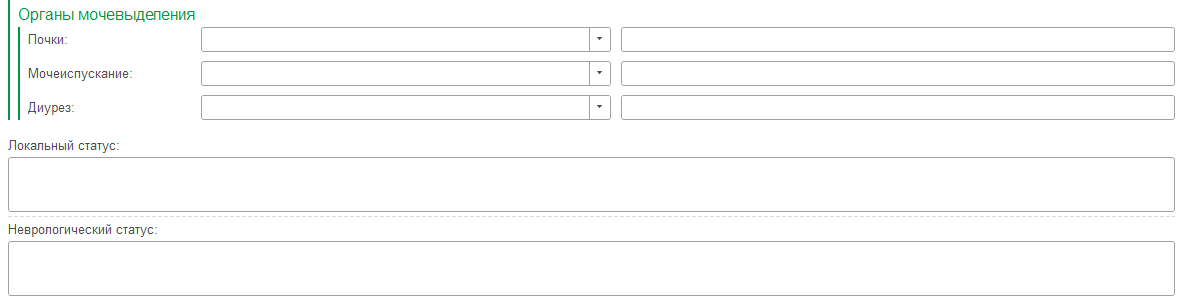 Органы мочевыделения
Почки:
Мочеиспускание:
Диурез:
Локальный статус:
Неврологический статус: